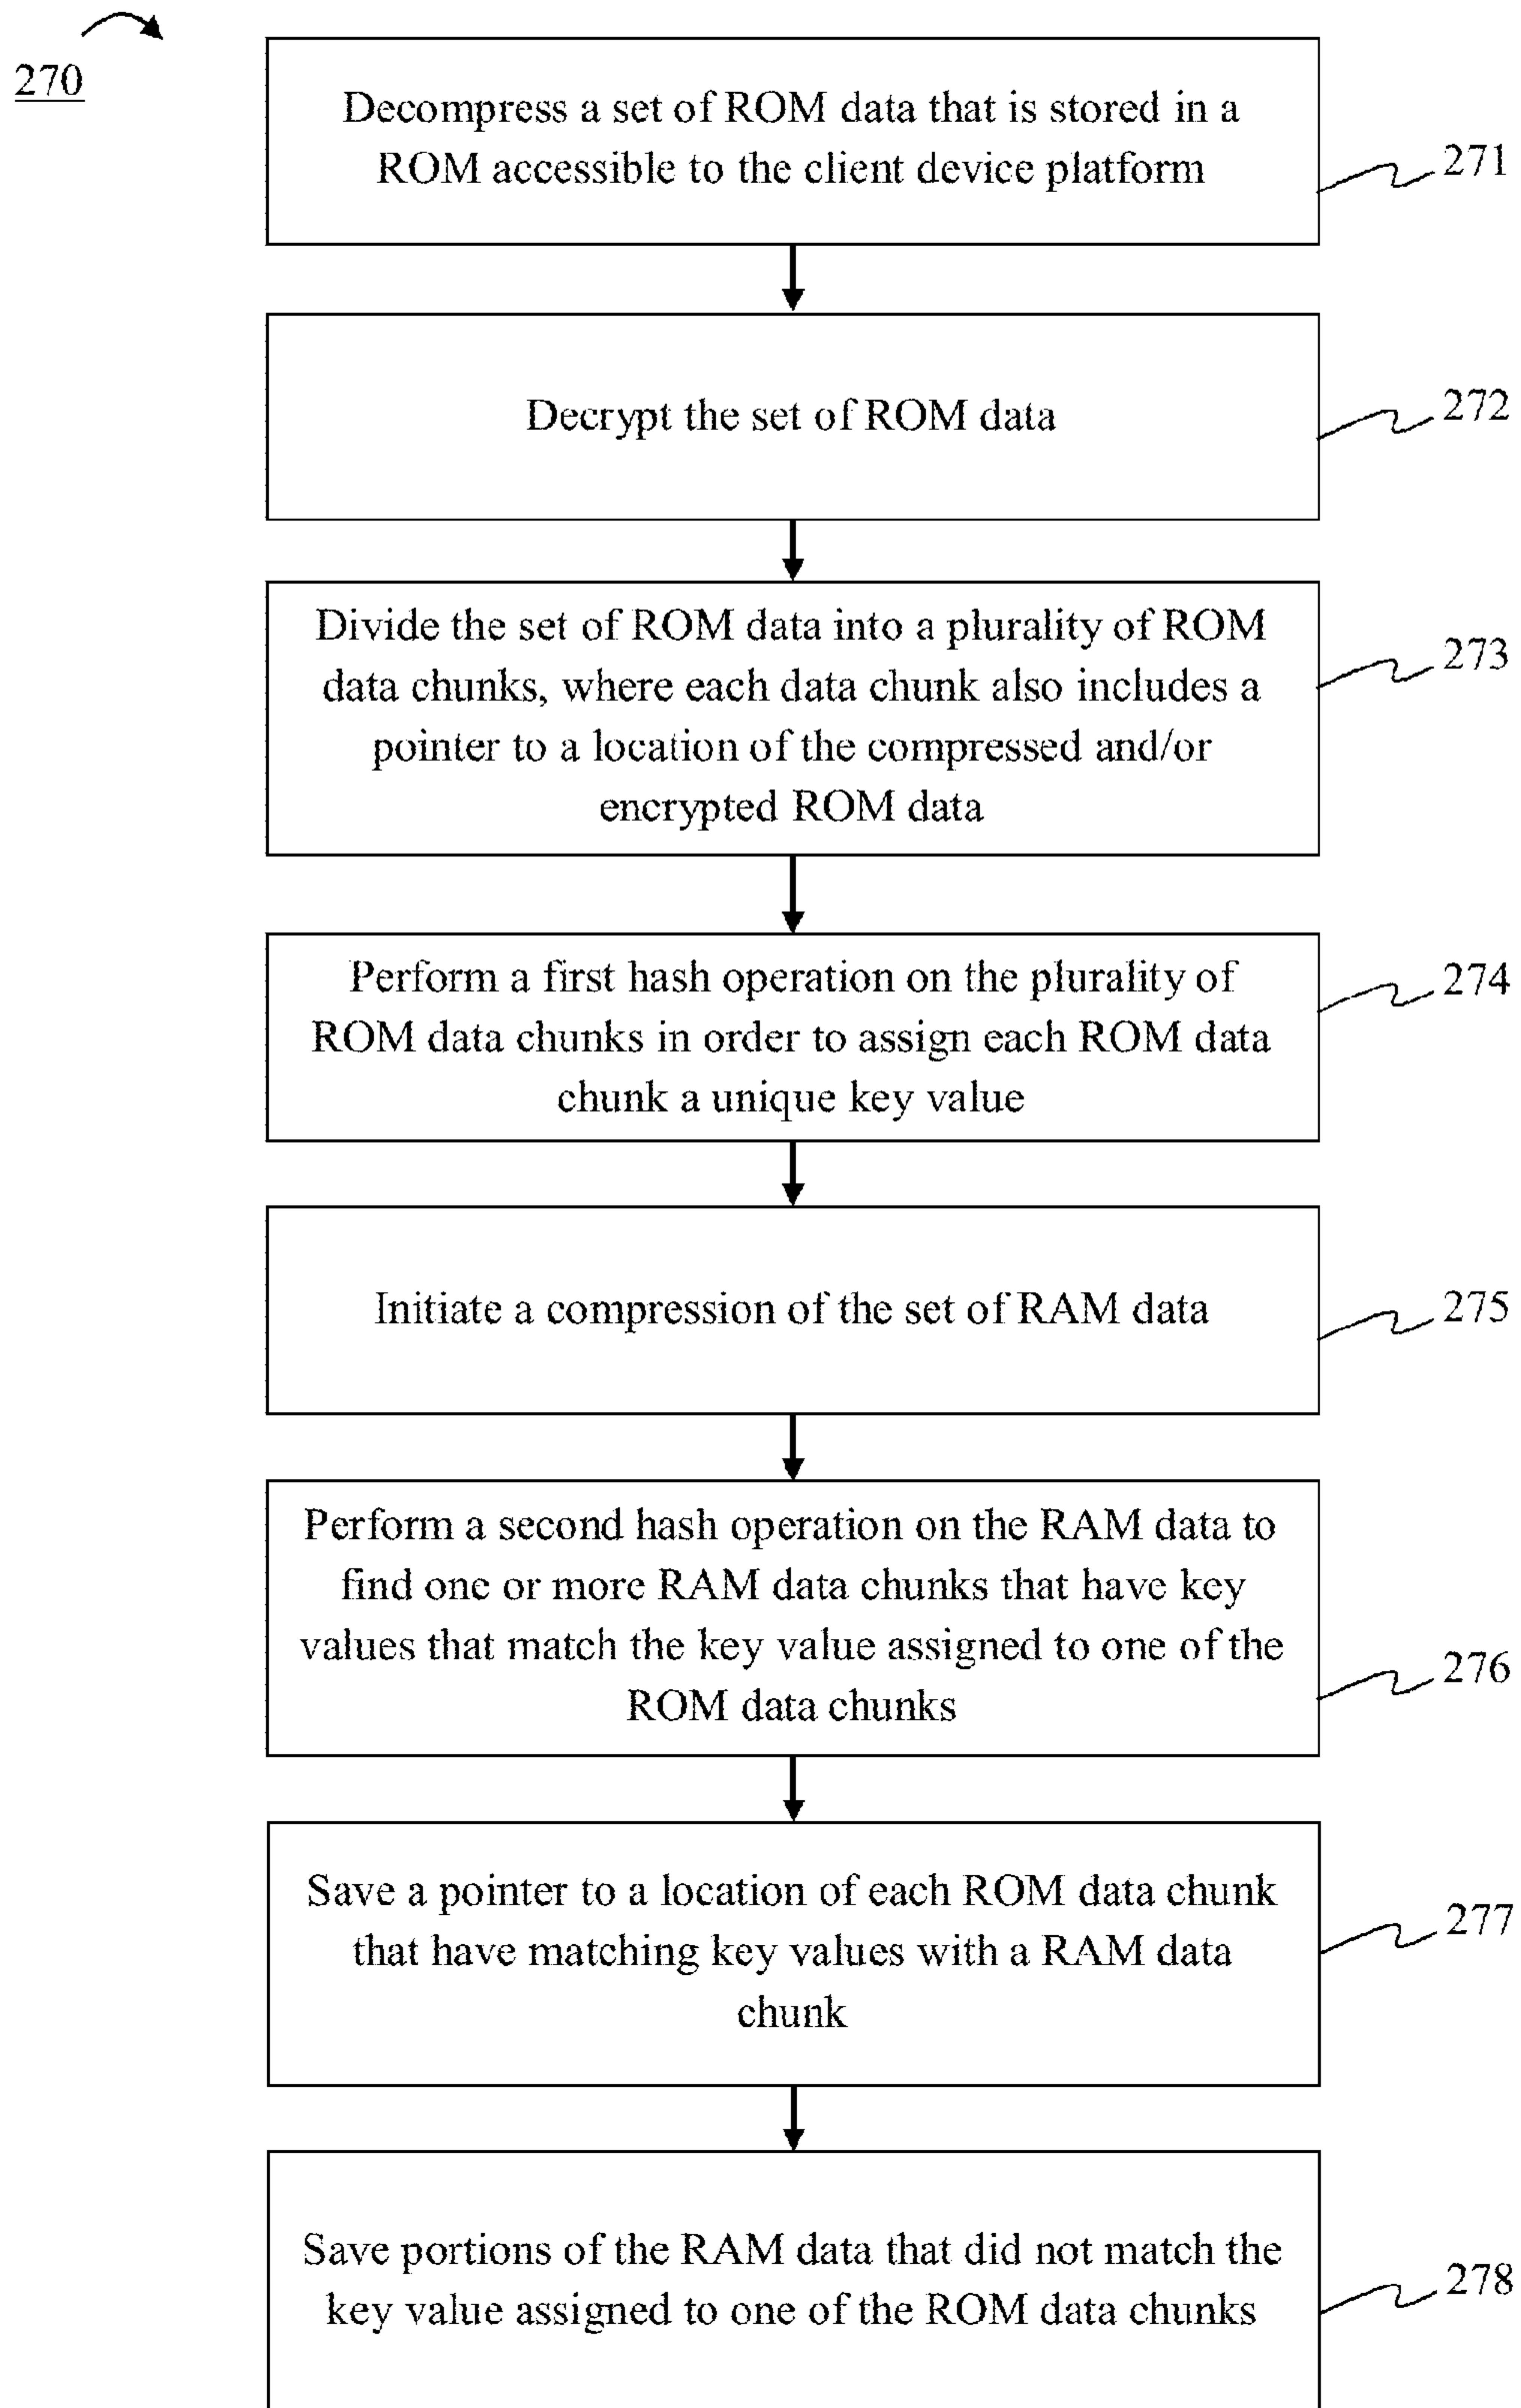 270
Decompress a set of ROM data that is stored in a
ROM accessible to the client device platform
271
Decrypt the set of ROM data
272
Divide the set of ROM data into a plurality of ROM
data chunks, where each data chunk also includes a
pointer to a location of the compressed and/or
encrypted ROM data
273
Perform a first hash operation on the plurality of
ROM data chunks in order to assign each ROM data
chunk a unique key value
274
Initiate a compression of the set of RAM data
275
Perform a second hash operation on the RAM data to
find one or more RAM data chunks that have key
values that match the key value assigned to one of the
ROM data chunks
276
Save a pointer to a location of each ROM data chunk
that have matching key values with a RAM data
chunk
277
Save portions of the RAM data that did not match the
key value assigned to one of the ROM data chunks
278